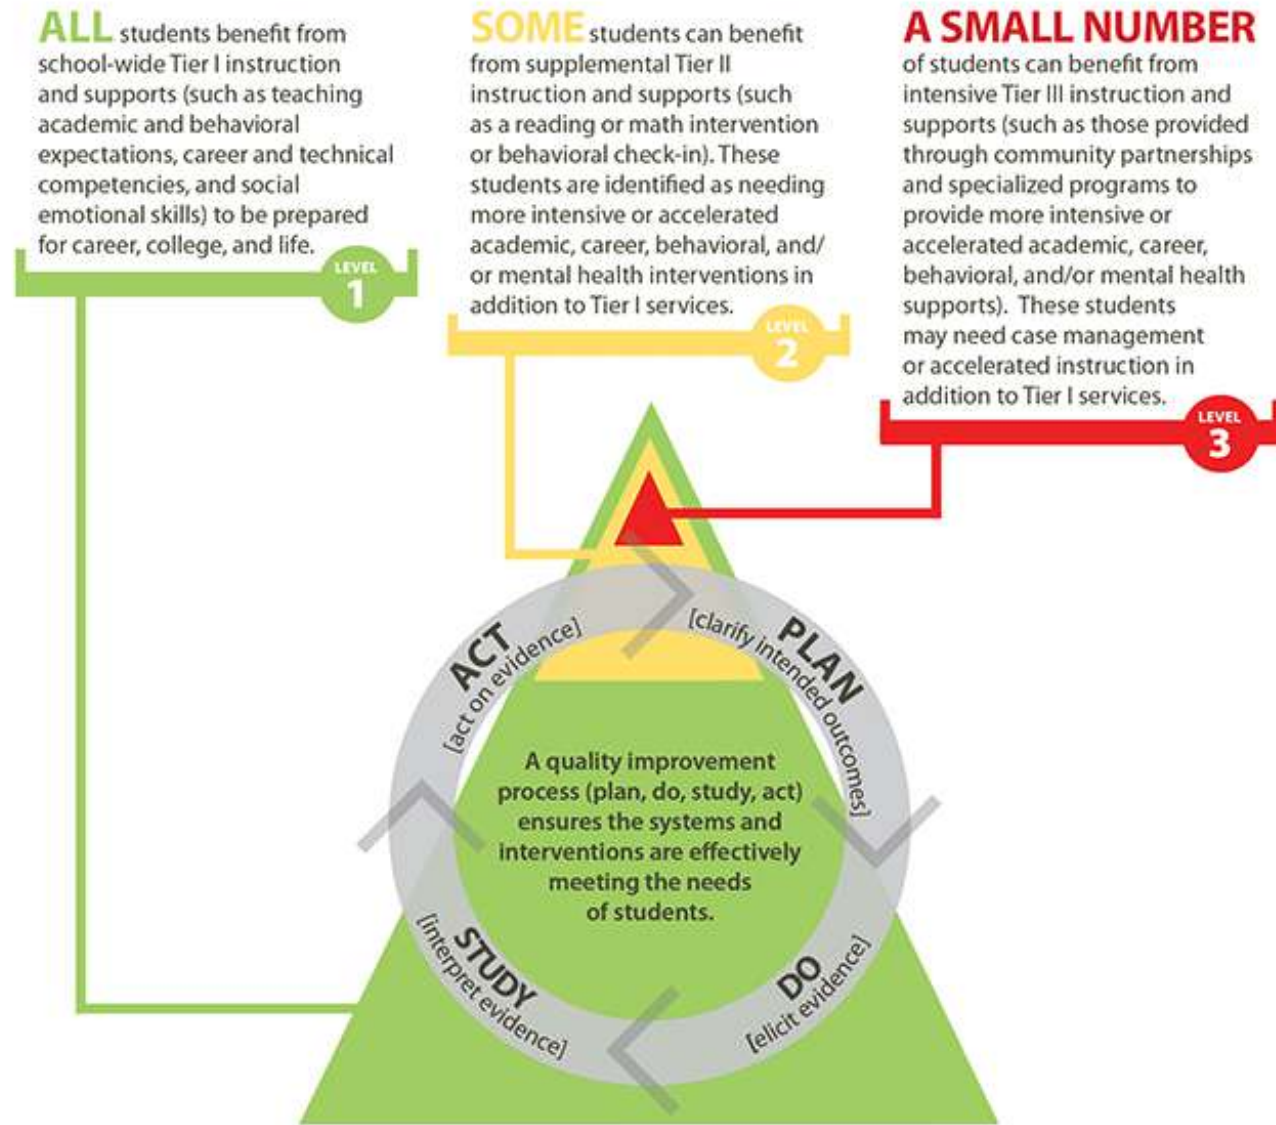 ALL students benefit from
school-wide Tier I instruction
and supports (such as teaching
academic and behavioral
expectations, career and technical
competencies, and social
emotional skills) to be prepared
for career, college, and life.
LEVEL
1
SOME students can benefit
from supplemental Tier II
instruction and supports (such
as a reading or math intervention
or behavioral check-in). These
students are identified as needing
more intensive or accelerated
academic, career, behavioral, and/
or mental health interventions in
addition to Tier I services.
LEVEL
2
A SMALL NUMBER
of students can benefit from
intensive Tier III instruction and
supports (such as those provided
through community partnerships
and specialized programs to
provide more intensive or
accelerated academic, career,
behavioral, and/or mental health
supports). These students
may need case management
or accelerated instruction in
addition to Tier I services.
LEVEL
3
PLAN
[clarify intended outcomes]
DO
[elicit evidence]
STUDY
[interpret evidence]
ACT
[act on evidence]
A quality improvement
process (plan, do, study, act)
ensures the systems and
interventions are effectively
meeting the needs
of students.